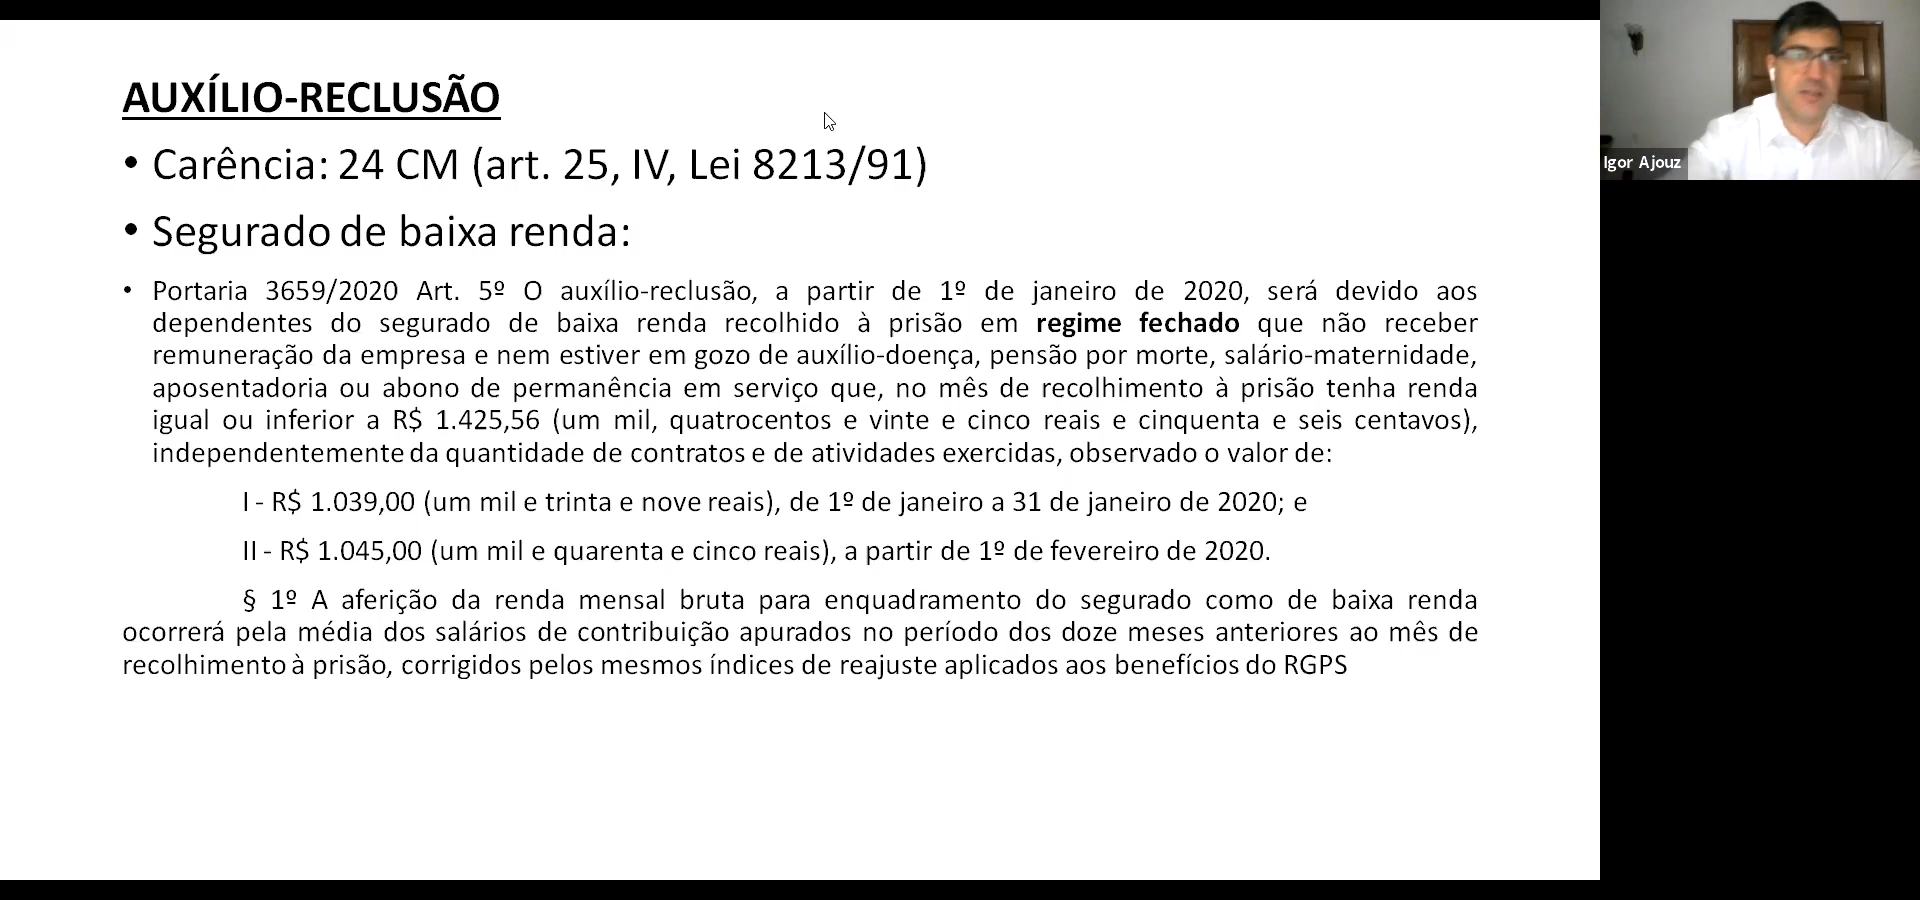 AUXÍLIO-RECLUSÃO
• Carência: 24 CM (art. 25, IV, Lei 8213/91)
• Segurado de baixa renda:
• Portaria 3659/2020 Art. 5º O auxílio-reclusão, a partir de 1º de janeiro de 2020, será devido aos
dependentes do segurado de baixa renda recolhido à prisão em regime fechado que não receber
remuneração da empresa e nem estiver em gozo de auxílio-doença, pensão por morte, salário-maternidade,
aposentadoria ou abono de permanência em serviço que, no mês de recolhimento à prisão tenha renda
igual ou inferior a R$ 1.425,56 (um mil, quatrocentos e vinte e cinco reais e cinquenta e seis centavos),
independentemente da quantidade de contratos e de atividades exercidas, observado o valor de:
I - R$ 1.039,00 (um mil e trinta e nove reais), de 1º de janeiro a 31 de janeiro de 2020; e
II - R$ 1.045,00 (um mil e quarenta e cinco reais), a partir de 1º de fevereiro de 2020.
§ 1º A aferição da renda mensal bruta para enquadramento do segurado como de baixa renda
ocorrerá pela média dos salários de contribuição apurados no período dos doze meses anteriores ao mês de
recolhimento à prisão, corrigidos pelos mesmos índices de reajuste aplicados aos benefícios do RGPS
Igor Ajouz